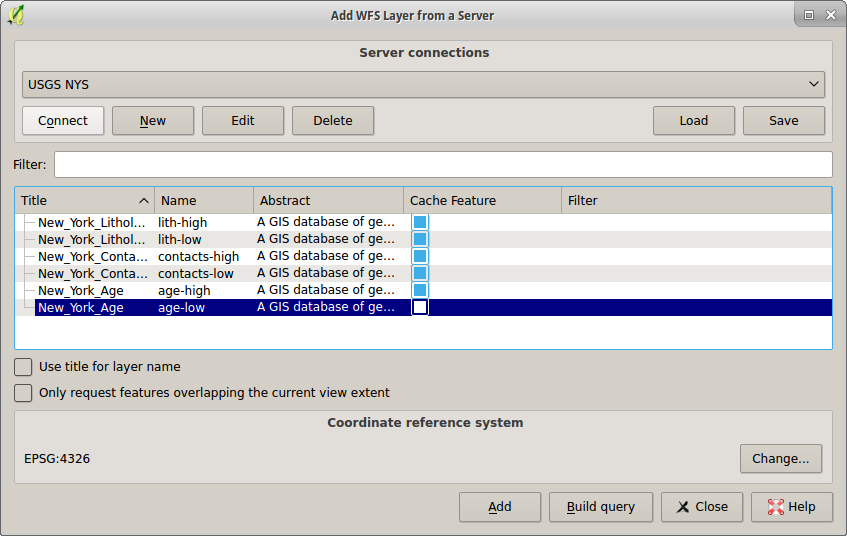 Add WFS Layer from a Server
Server connections
USGS NYS
Connect New Edit Delete Load Save
Filter:
Title Name Abstract Cache Feature Filter
New_York_Lithol... lith-high A GIS database of ge...
New_York_Lithol... lith-low A GIS database of ge...
New_York_Conta... contacts-high A GIS database of ge...
New_York_Conta... contacts-low A GIS database of ge...
New_York_Age age-high A GIS database of ge...
New_York_Age age-low A GIS database of ge...
Use title for layer name
Only request features overlapping the current view extent
Coordinate reference system
EPSG:4326 Change...
Add Build query Close Help